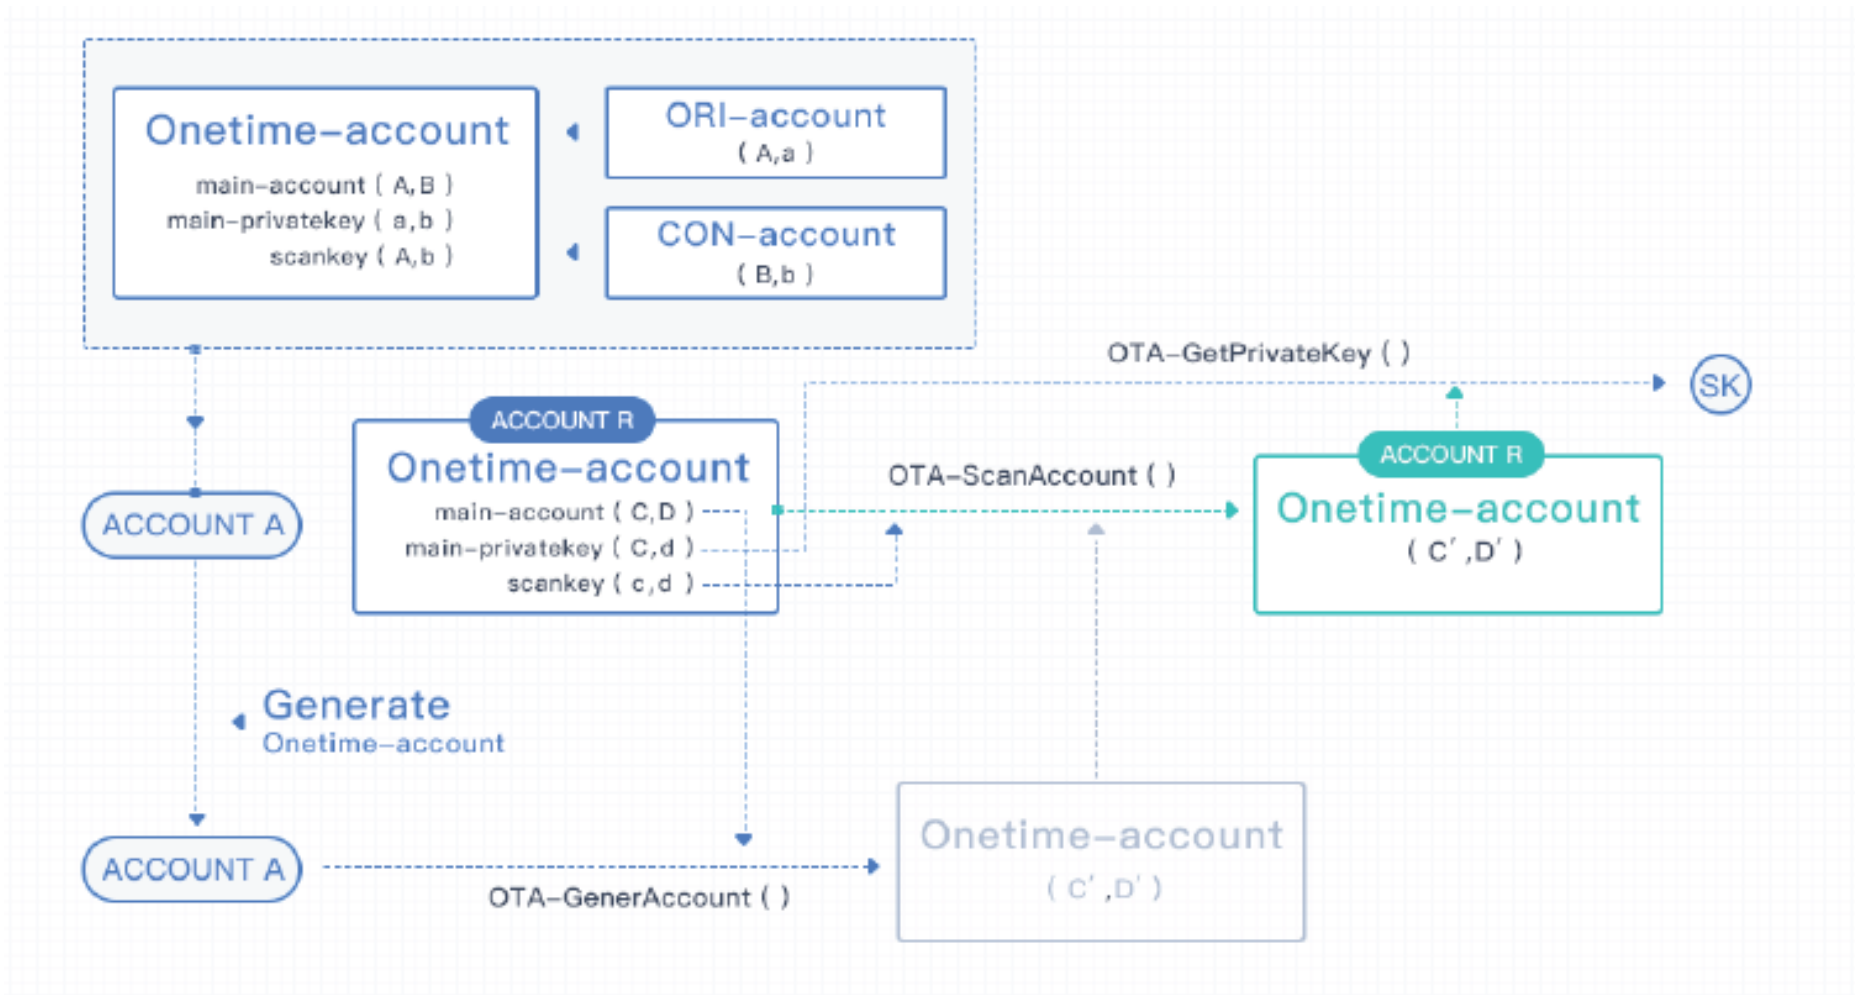 Onetime-account
main-account ( A,B )
main-privatekey ( a,b )
scankey ( A,b )
ORI-account
( A,a )
CON-account
( B,b )
OTA-GetPrivateKey ( )
SK
ACCOUNT R
Onetime-account
main-account ( C,D )
main-privatekey ( C,d )
scankey ( c,d )
OTA-ScanAccount ( )
ACCOUNT R
Onetime-account
( C′ ,D′ )
ACCOUNT A
Generate
Onetime-account
ACCOUNT A
OTA-GenerAccount ( )
Onetime-account
( C′ ,D′ )